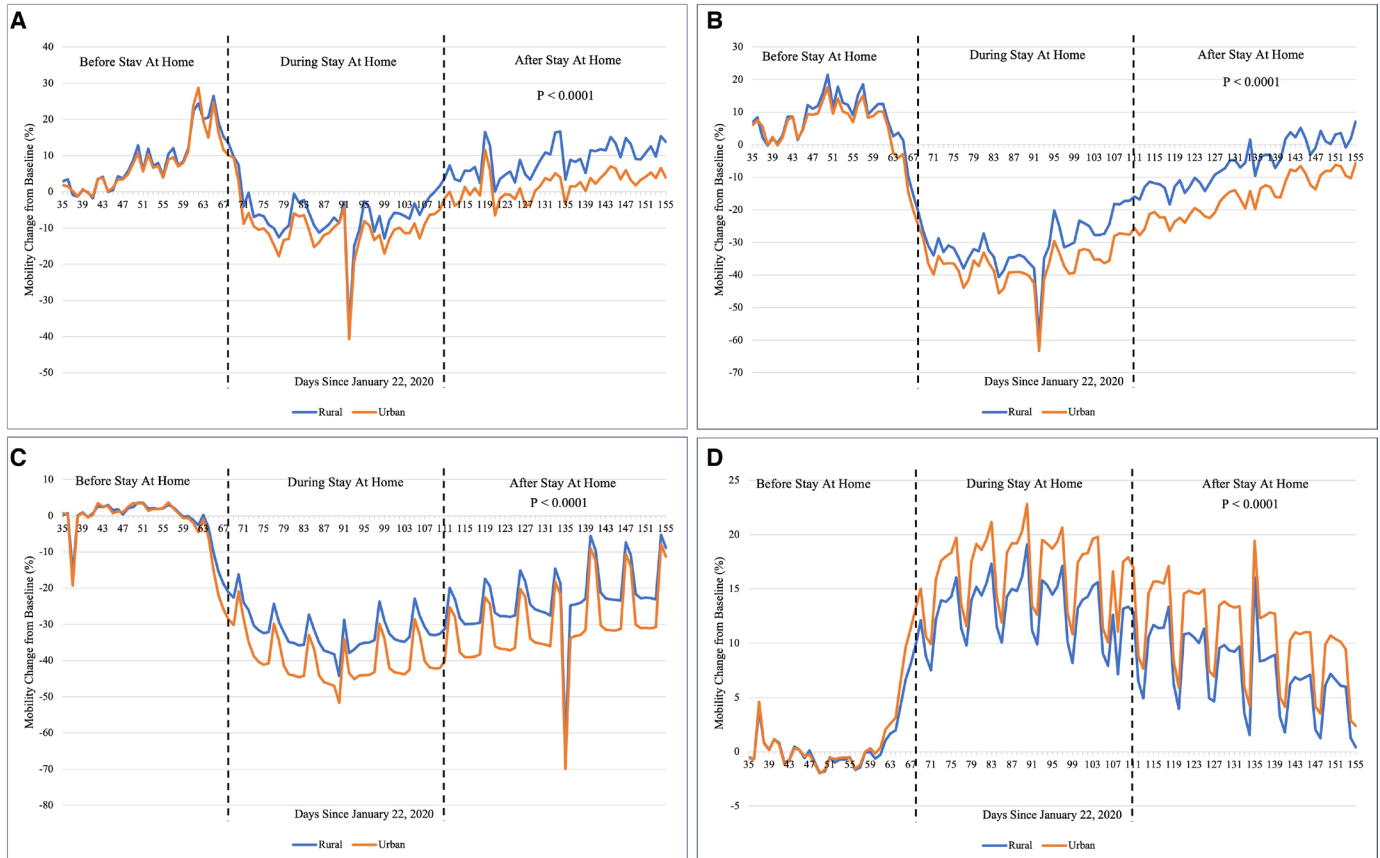 A
40
30
20
10
0
-10
-20
-30
-40
-50
Mobility Change from Baseline (%)
Before Stav At Home
During Stay At Home
After Stay At Home
P < 0.0001
35 39 43 47 51 55 59 63 67 71 75 79 83 87 91 95 99 103 107 111 115 119 123 127 131 135 139 143 147 151 155
Days Since January 22, 2020
Rural Urban
B
30
20
10
0
-10
-20
-30
-40
-50
-60
-70
Mobility Change from Baseline (%)
Before Stay At Home
During Stay At Home
After Stay At Home
P < 0.0001
35 39 43 47 51 55 59 63 67 71 75 79 83 87 91 95 99 103 107 111 115 119 123 127 131 135 139 143 147 151 155
Days Since January 22, 2020
Rural Urban
C
10
0
-10
-20
-30
-40
-50
-60
-70
-80
Mobility Change from Baseline (%)
Before Stay At Home
During Stay At Home
After Stay At Home
P < 0.0001
35 39 43 47 51 55 59 63 67 71 75 79 83 87 91 95 99 103 107 111 115 119 123 127 131 135 139 143 147 151 155
Days Since January 22, 2020
Rural Urban
D
25
20
15
10
5
0
-5
Mobility Change from Baseline (%)
Before Stay At Home
During Stay At Home
After Stay At Home
P < 0.0001
35 39 43 47 51 55 59 63 67 71 75 79 83 87 91 95 99 103 107 111 115 119 123 127 131 135 139 143 147 151 155
Days Since January 22, 2020
Rural Urban